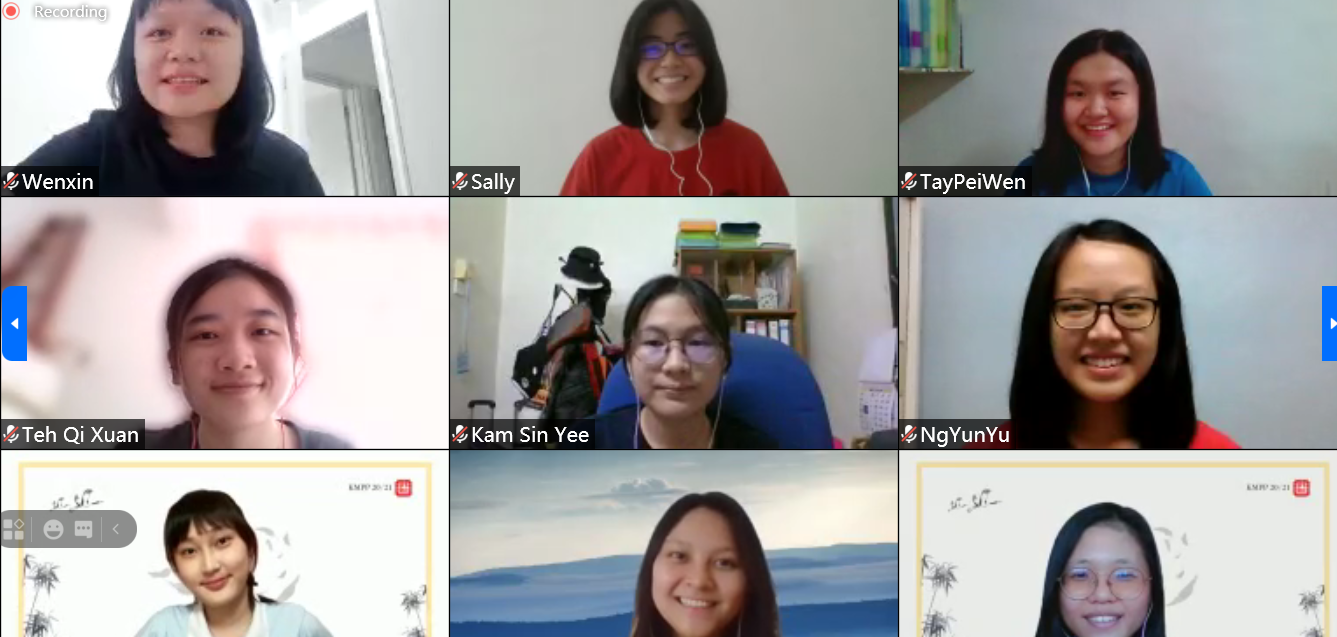 Recording
Wenxin
Sally
TayPeiWen
Teh Qi Xuan
Kam Sin Yee
NgYunYu
KMPP 20/21
KMPP 20/21